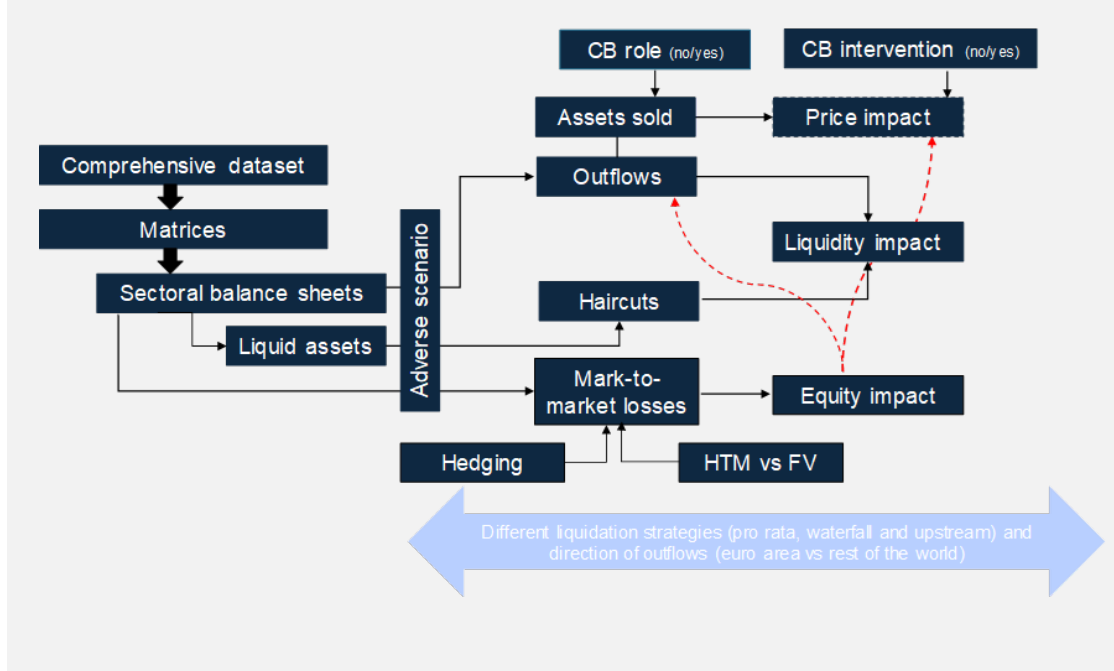 CB role (no/yes)
CB intervention (no/yes)
Assets sold
Price impact
Comprehensive dataset
Outflows
Matrices
Liquidity impact
Adverse scenario
Sectoral balance sheets
Haircuts
Liquid assets
Mark-to-
market losses
Equity impact
Hedging
HTM vs FV
Different liquidation strategies (pro rata, waterfall and upstream) and
direction of outflows (euro area vs rest of the world)